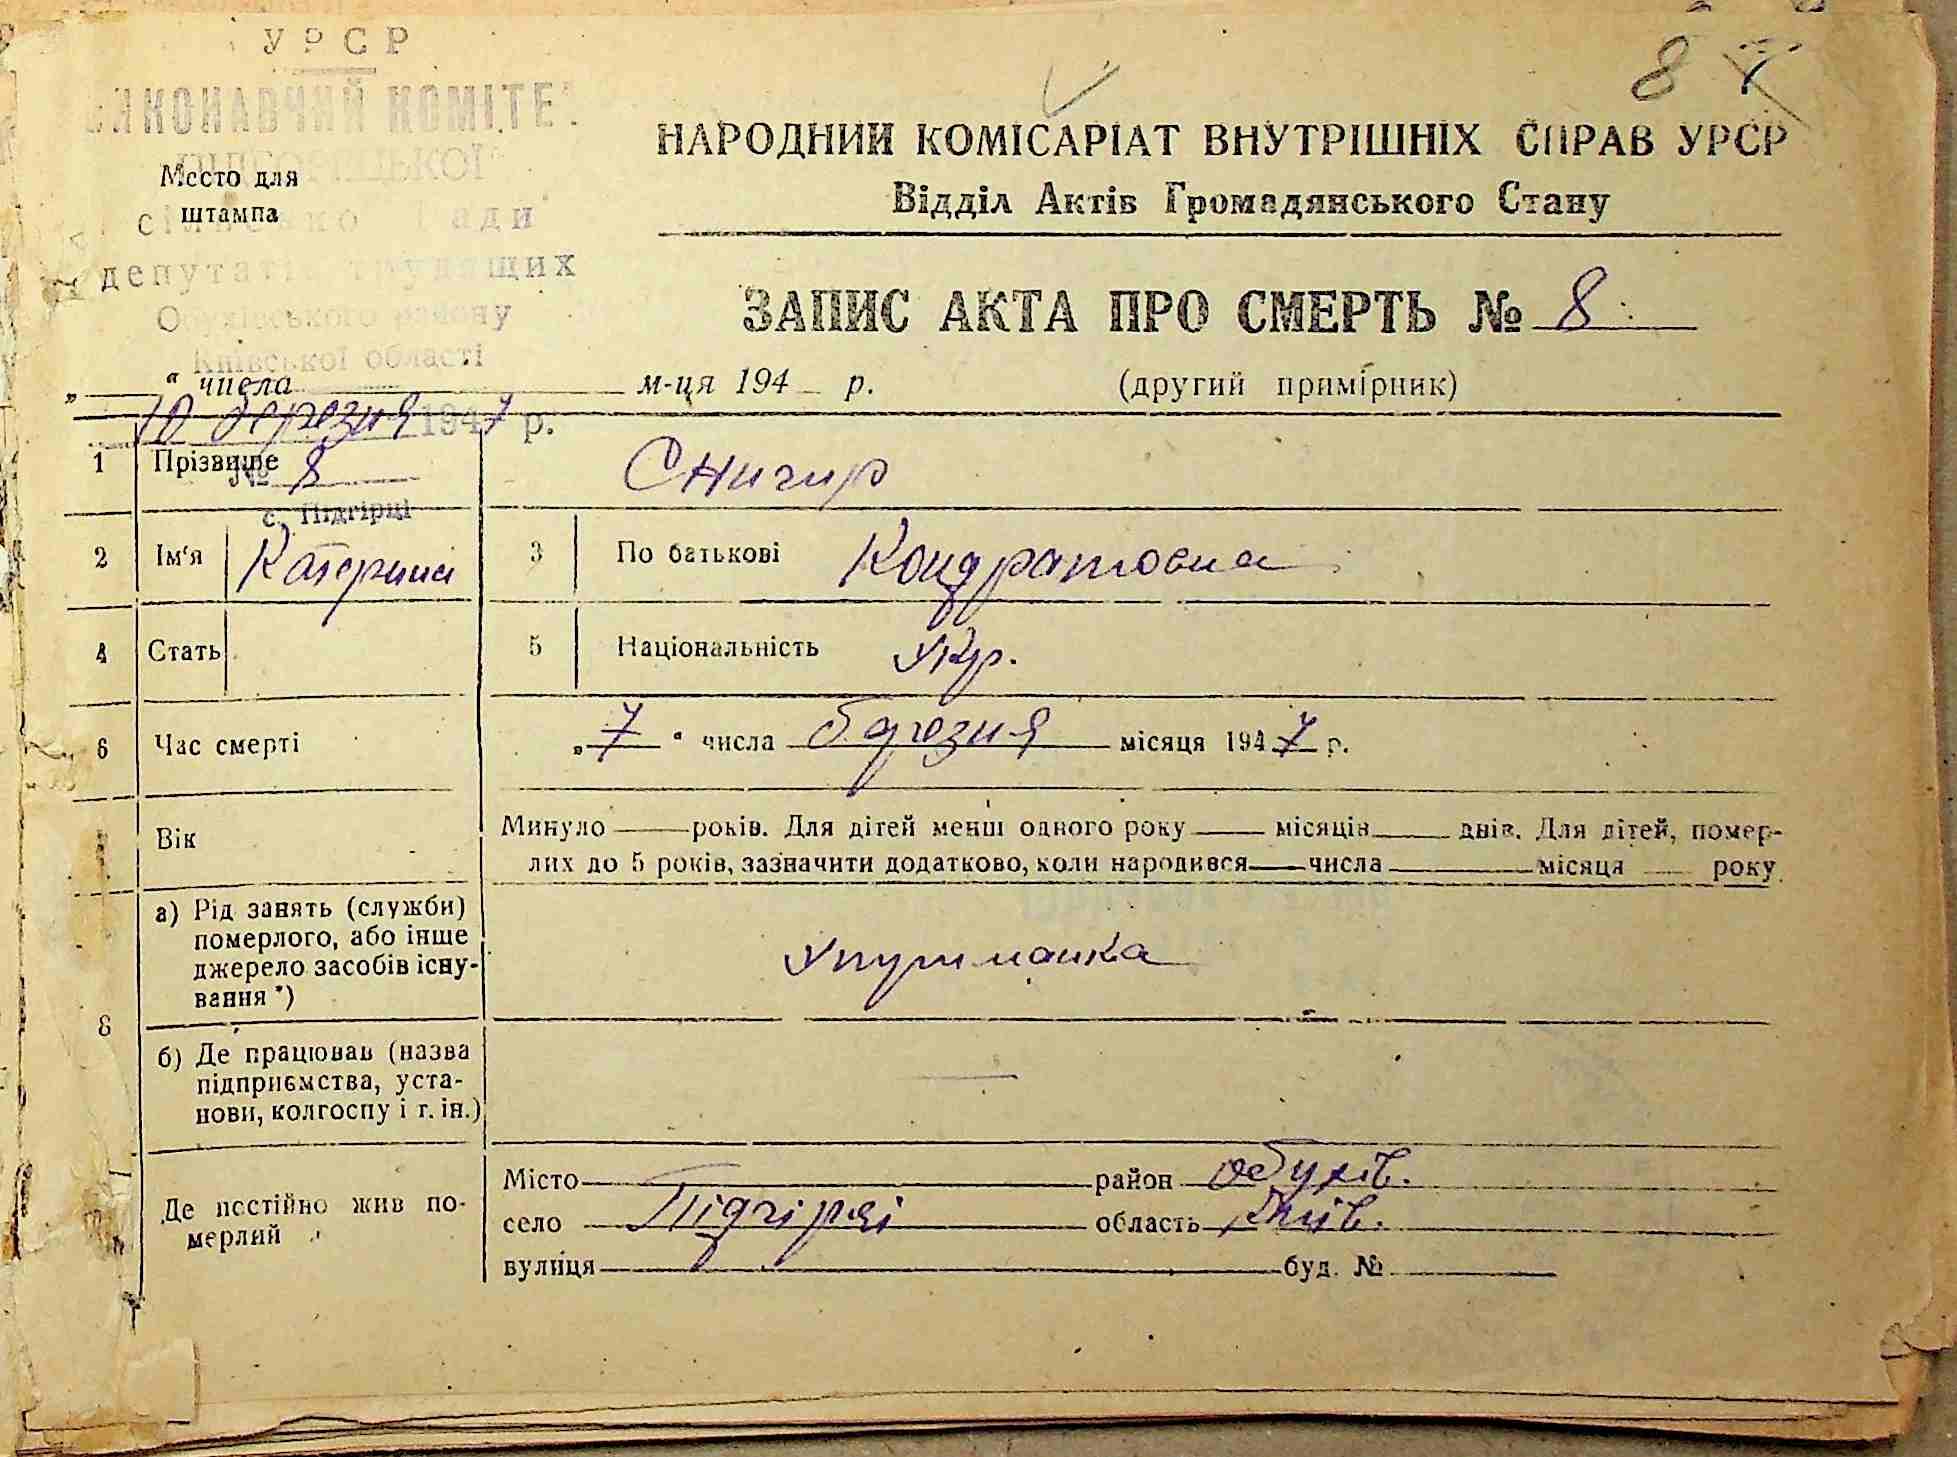 УРСР
ВИКОНАВЧИЙ КОМІТЕТ
ПІДГОРЕЦЬКОЇ
Место для
штампа
сільсько ради
депутатів трудящих
Обухівського району
Київської області
8 7
НАРОДНИЙ КОМІСАРІАТ ВНУТРІШНІХ СПРАВ УРСР
Відділ Актів Громадянського Стану
ЗАПИС АКТА ПРО СМЕРТЬ № 8
„ “ числа м-ця 194 р. (другий примірник)
10 березня 1947 р.
№ 8
с. Підгірці
1 Прізвище Снигир
2 Ім'я Катерина 3 По батькові Кондратовна
4 Стать 5 Національність Укр.
6 Час смерті „7“ числа березня місяця 1947 р.
Вік Минуло років. Для дітей менш одного року місяців днів. Для дітей, помер-
лих до 5 років, зазначити додатково, коли народився числа місяця року
8 а) Рід занять (служби)
померлого, або інше
джерело засобів існу-
вання *)
Утриманка
б) Де працював (назва
підприємства, уста-
нови, колгоспу і т. ін.)
—
Де постійно жив по-
мерлий
Місто район Обухів.
село Підгірці область Київ.
вулиця буд. №